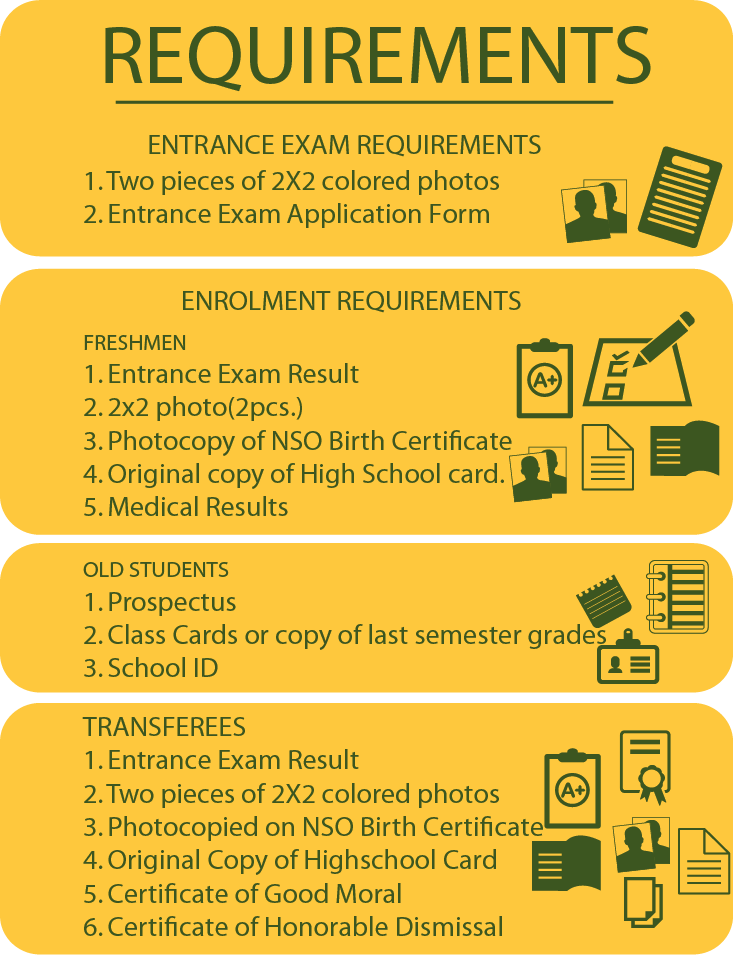 REQUIREMENTS
ENTRANCE EXAM REQUIREMENTS
1. Two pieces of 2X2 colored photos
2. Entrance Exam Application Form
ENROLMENT REQUIREMENTS
FRESHMEN
1. Entrance Exam Result
2. 2x2 photo(2pcs.)
3. Photocopy of NSO Birth Certificate
4. Original copy of High School card.
5. Medical Results
A+
OLD STUDENTS
1. Prospectus
2. Class Cards or copy of last semester grades
3. School ID
TRANSFEREES
1. Entrance Exam Result
2. Two pieces of 2X2 colored photos
3. Photocopied on NSO Birth Certificate
4. Original Copy of Highschool Card
5. Certificate of Good Moral
6. Certificate of Honorable Dismissal
A+